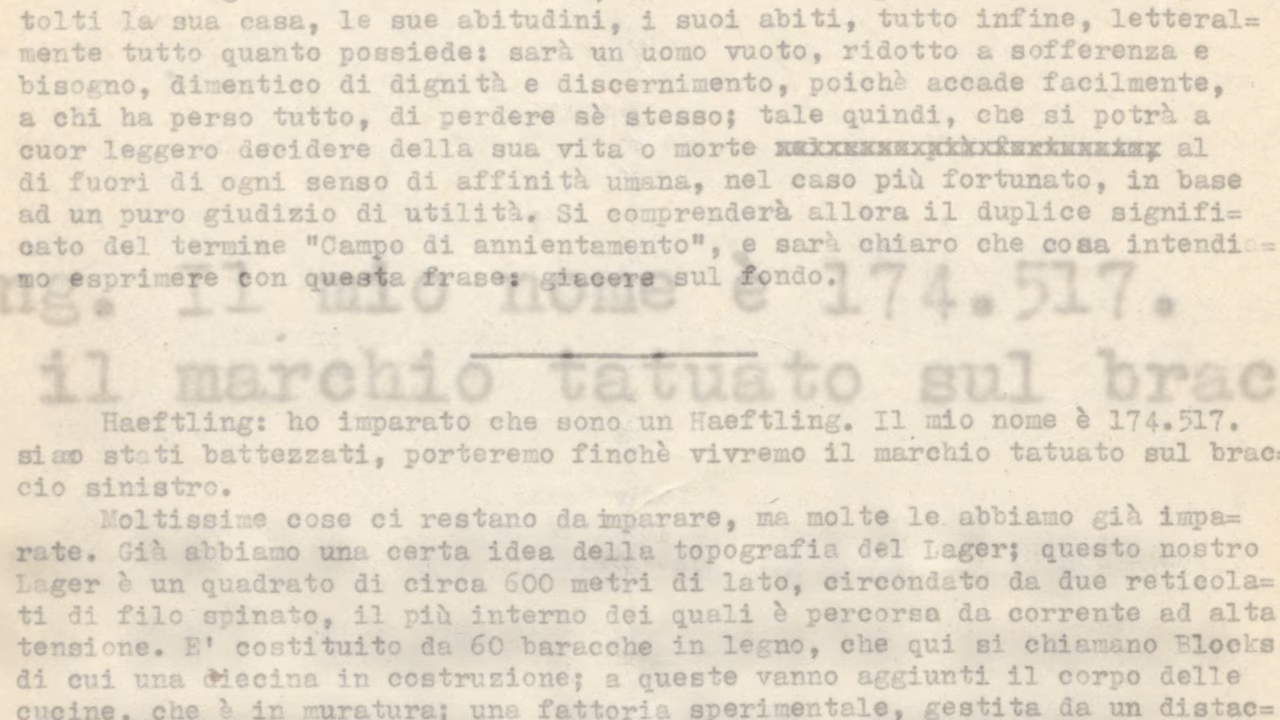 tolti la sua casa, le sue abitudini, i suoi abiti, tutto infine, letteral=
mente tutto quanto possiede: sarà un uomo vuoto, ridotto a sofferenza e
bisogno, dimentico di dignità e discernimento, poichè accade facilmente,
a chi ha perso tutto, di perdere sè stesso; tale quindi, che si potrà a
cuor leggero decidere della sua vita o morte al
di fuori di ogni senso di affinità umana, nel caso più fortunato, in base
ad un puro giudizio di utilità. Si comprenderà allora il duplice signifi=
cato del termine "Campo di annientamento", e sarà chiaro che cosa intendia=
mo esprimere con questa frase: giacere sul fondo.
ng. Il mio nome è 174.517.
il marchio tatuato sul brac
Haeftling: ho imparato che sono un Haeftling. Il mio nome è 174.517.
siamo stati battezzati, porteremo finchè vivremo il marchio tatuato sul brac=
cio sinistro.
Moltissime cose ci restano da imparare, ma molte le abbiamo già impa=
rate. Già abbiamo una certa idea della topografia del Lager; questo nostro
Lager è un quadrato di circa 600 metri di lato, circondato da due reticola=
ti di filo spinato, il più interno dei quali è percorsa da corrente ad alta
tensione. E' costituito da 60 baracche in legno, che qui si chiamano Blocks
di cui una diecina in costruzione; a queste vanno aggiunti il corpo delle
cucine, che è in muratura; una fattoria sperimentale, gestita da un distac=